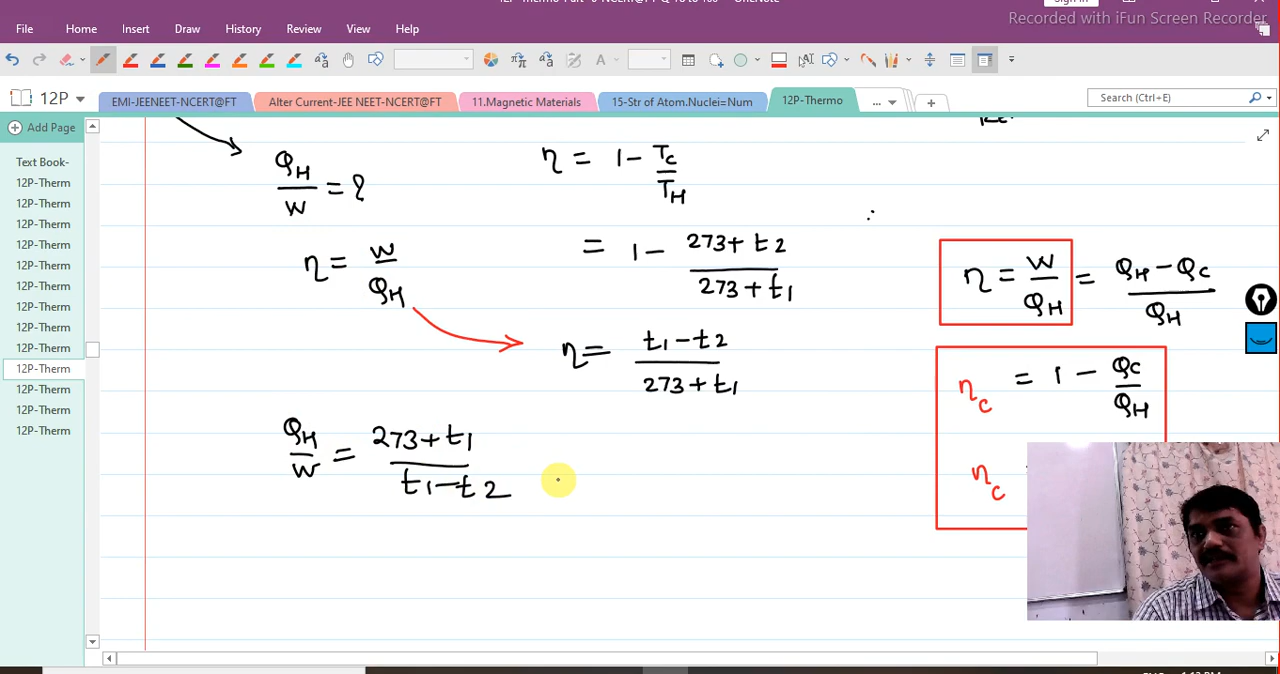 Recorded with iFun Screen Recorder
File Home Insert Draw History Review View Help
12P
EMI-JEENEET-NCERT@FT
Alter Current-JEE NEET-NCERT@FT
11.Magnetic Materials
15-Str of Atom.Nuclei=Num
12P-Thermo
...
Search (Ctrl+E)
Add Page
Text Book-
12P-Therm
12P-Therm
12P-Therm
12P-Therm
12P-Therm
12P-Therm
12P-Therm
12P-Therm
12P-Therm
12P-Therm
12P-Therm
12P-Therm
12P-Therm
Q_H / W = ?
η = W / Q_H
η = 1 - T_C / T_H
= 1 - (273 + t2) / (273 + t1)
η = (t1 - t2) / (273 + t1)
Q_H / W = (273 + t1) / (t1 - t2)
η = W / Q_H = (Q_H - Q_C) / Q_H
η_c = 1 - Q_C / Q_H
η_c